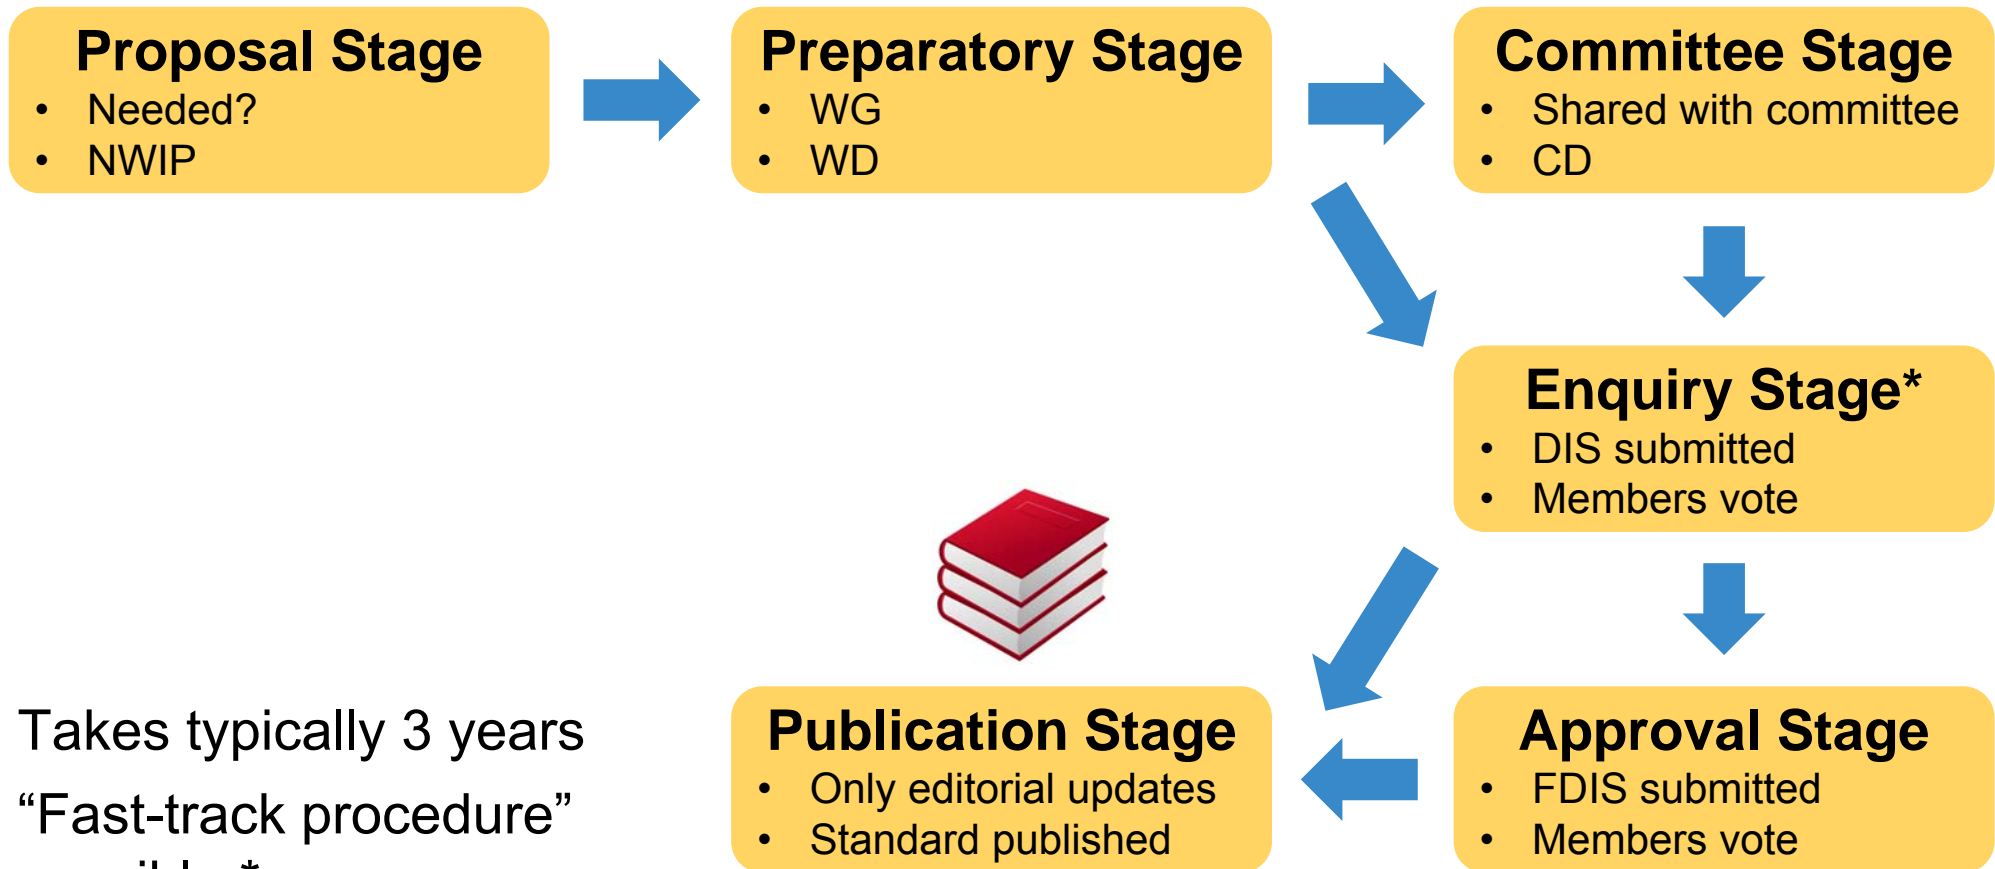 Proposal Stage
• Needed?
• NWIP
Preparatory Stage
• WG
• WD
Committee Stage
• Shared with committee
• CD
Enquiry Stage*
• DIS submitted
• Members vote
Approval Stage
• FDIS submitted
• Members vote
Publication Stage
• Only editorial updates
• Standard published
Takes typically 3 years
“Fast-track procedure”